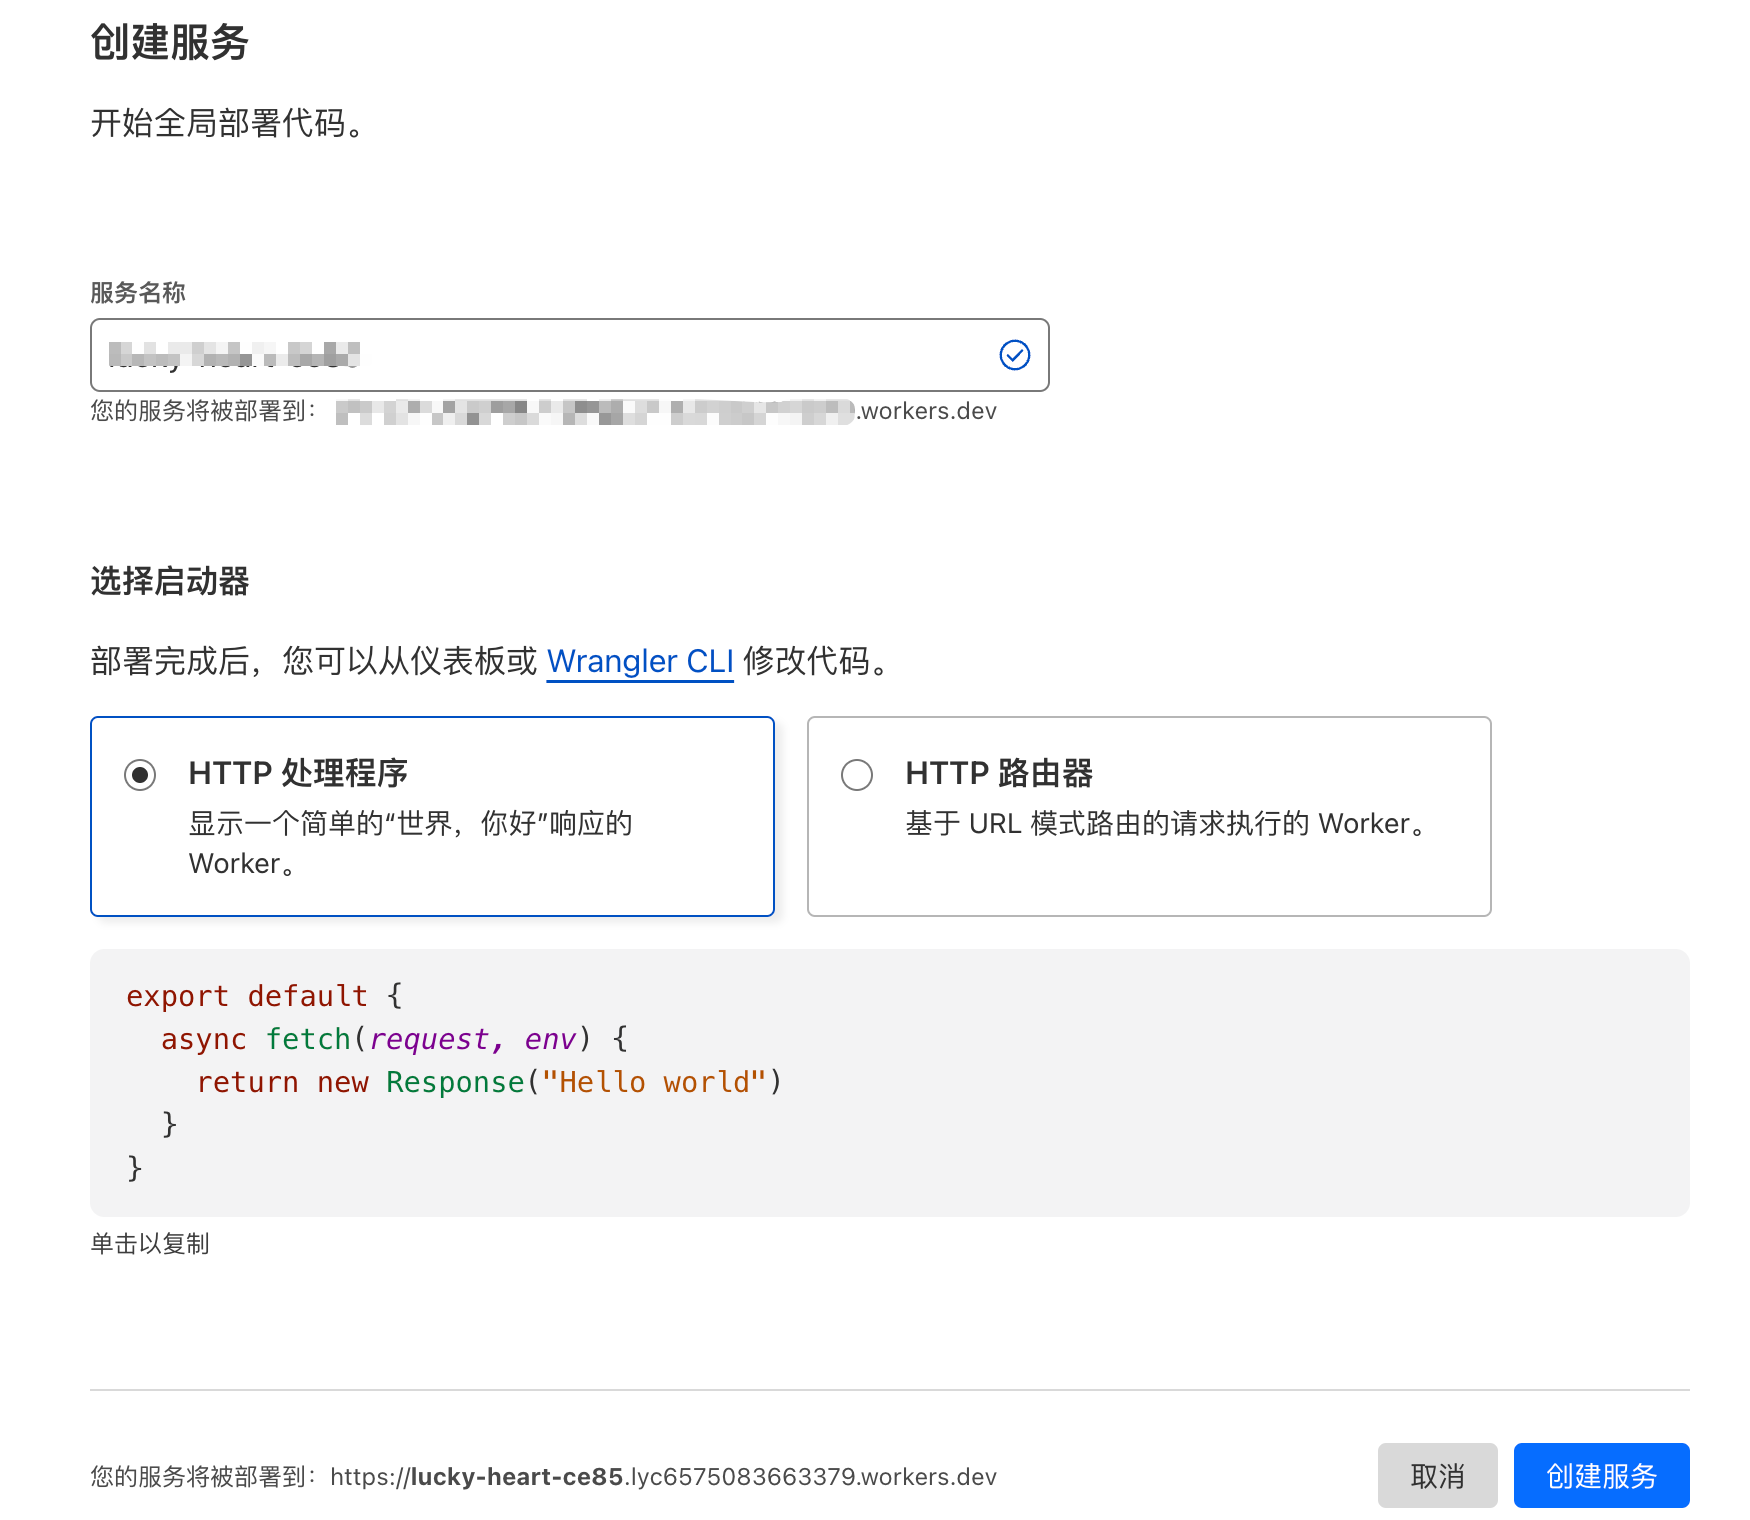 创建服务
开始全局部署代码。
服务名称
您的服务将被部署到： .workers.dev
选择启动器
部署完成后，您可以从仪表板或 Wrangler CLI 修改代码。
HTTP 处理程序
显示一个简单的“世界，你好”响应的
Worker。
HTTP 路由器
基于 URL 模式路由的请求执行的 Worker。
export default {
  async fetch(request, env) {
    return new Response("Hello world")
  }
}
单击以复制
您的服务将被部署到：https://lucky-heart-ce85.lyc6575083663379.workers.dev
取消
创建服务